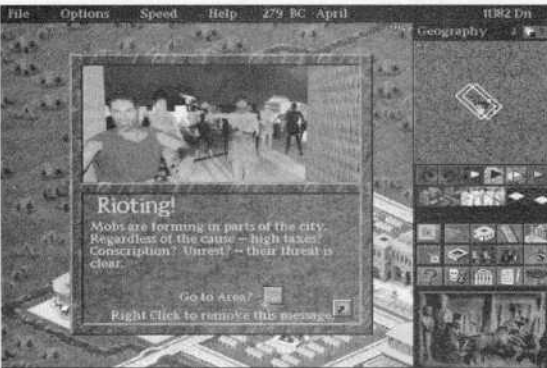 File Options Speed Help 279 BC April 11382 Dn
Geography 2
Rioting!
Mobs are forming in parts of the city.
Regardless of the cause – high taxes?
Conscription? Unrest? – their threat is
clear.
Go to Area?
Right Click to remove this message.